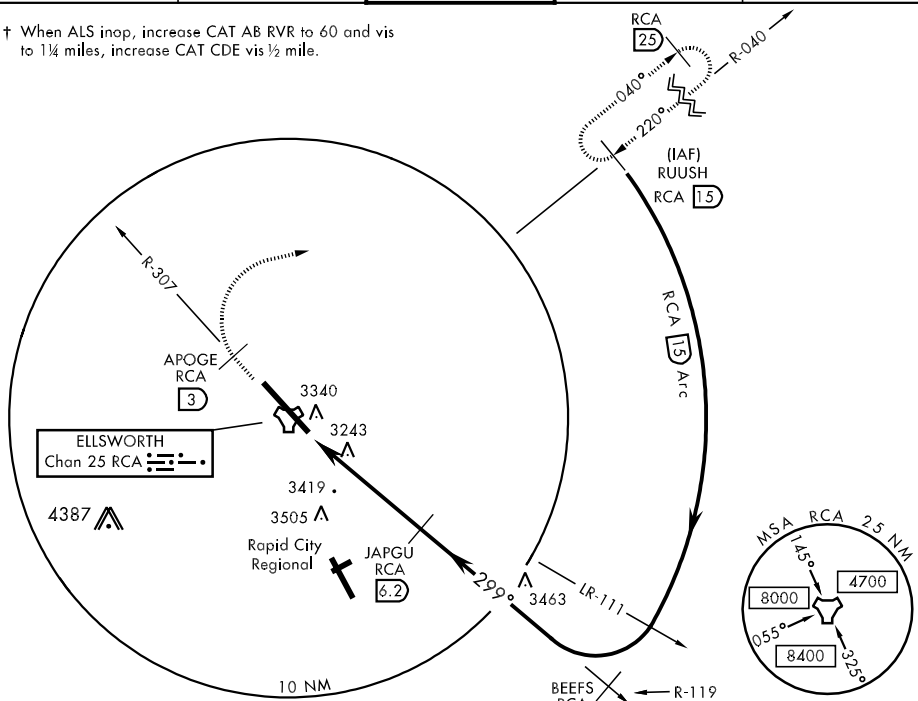 † When ALS inop, increase CAT AB RVR to 60 and vis
to 1¼ miles, increase CAT CDE vis ½ mile.
RCA
25
R-040
040°
220°
(IAF)
RUUSH
RCA 15
R-307
RCA 15 Arc
APOGE
RCA
3
3340
3243
ELLSWORTH
Chan 25 RCA
4387
3419
3505
Rapid City
Regional
JAPGU
RCA
6.2
299°
3463
LR-111
10 NM
BEEFS
RCA
R-119
MSA RCA 25 NM
145°
4700
8000
055°
8400
325°